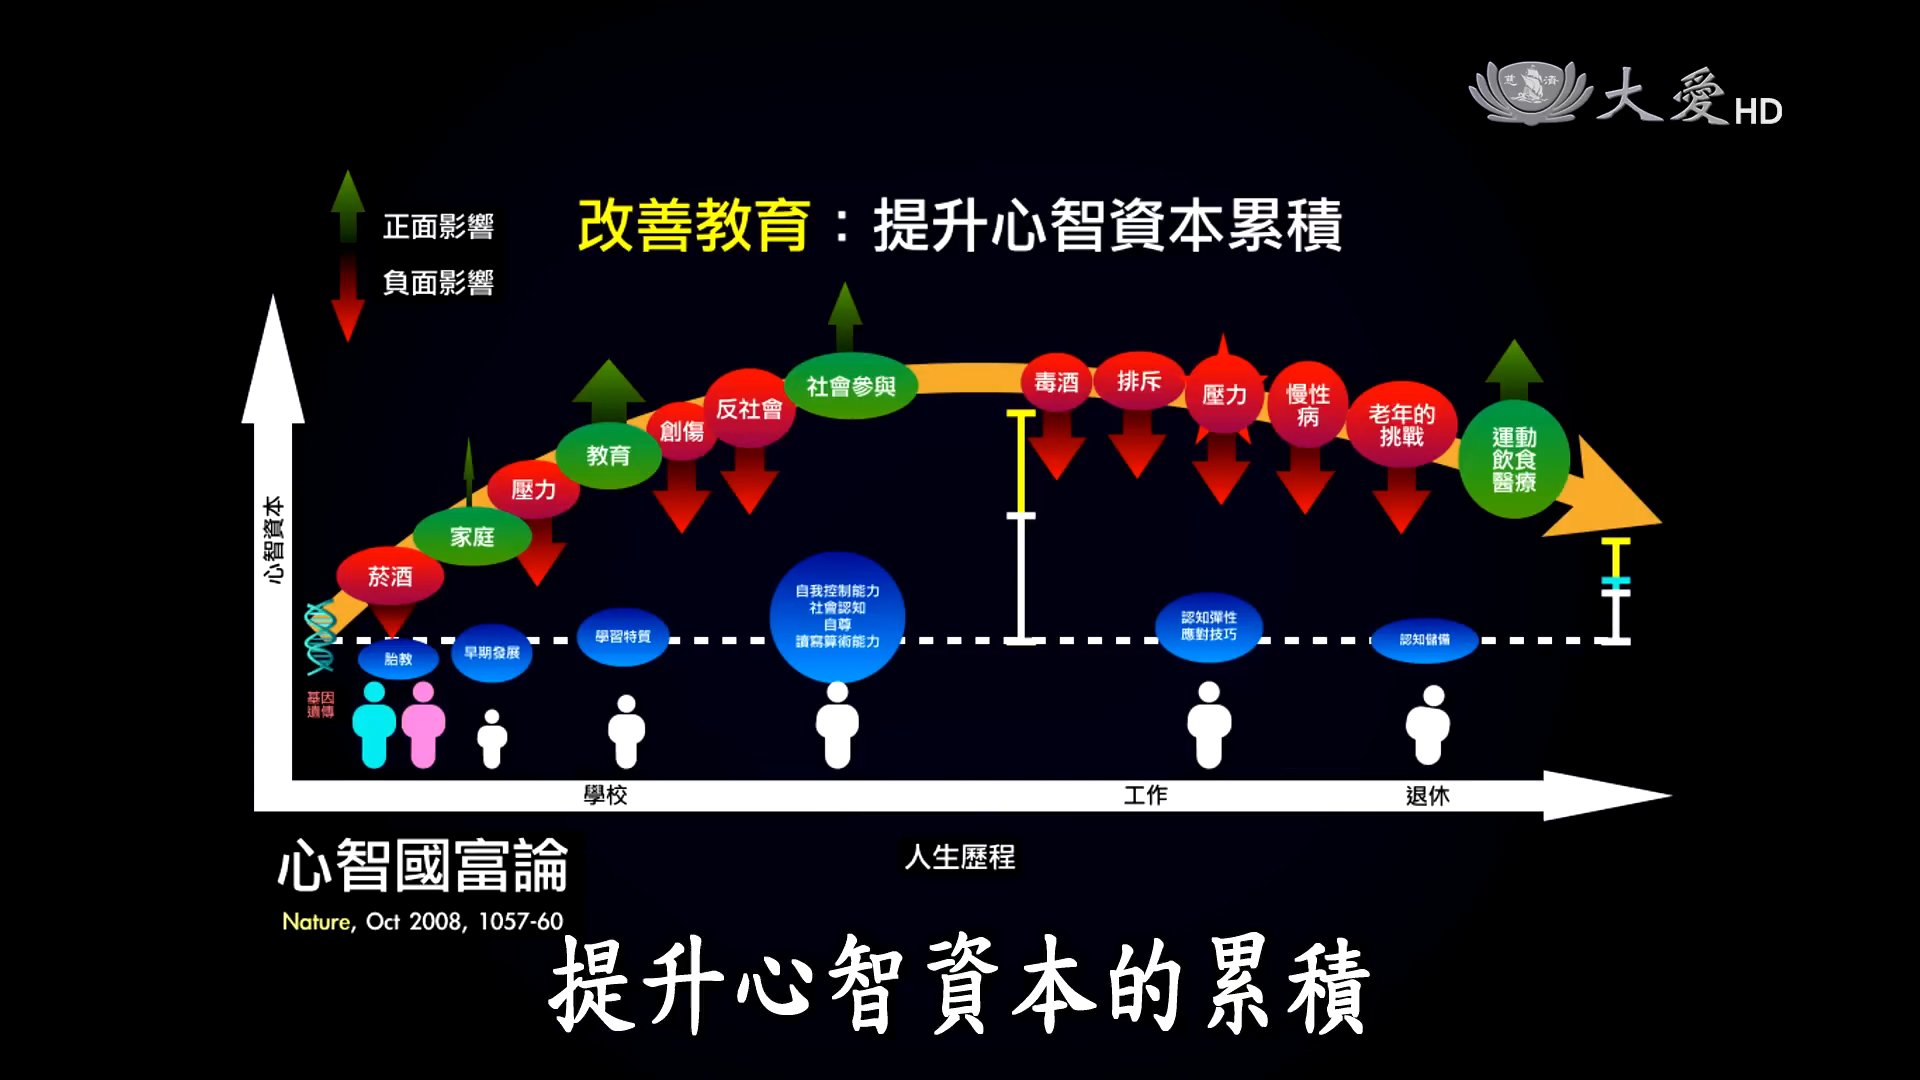 慈濟
大愛HD
正面影響
負面影響
改善教育：提升心智資本累積
心智資本
菸酒
家庭
壓力
教育
創傷
反社會
社會參與
毒酒
排斥
壓力
慢性
病
老年的
挑戰
運動
飲食
醫療
基因
遺傳
胎教
早期發展
學習特質
自我控制能力
社會認知
自尊
讀寫算術能力
認知彈性
應對技巧
認知儲備
學校
工作
退休
人生歷程
心智國富論
Nature, Oct 2008, 1057-60
提升心智資本的累積